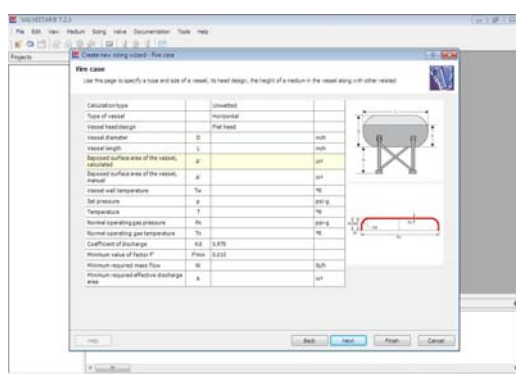 VALVESTAR® 7.2.3
File Edit View Medium Sizing Valve Documentation Tools Help
Projects
Create new sizing wizard - Fire case
Fire case
Use this page to specify a type and size of a vessel, its head design, the height of a medium in the vessel along with other related
Calculation type Unwetted
Type of vessel Horizontal
Vessel head design Flat head
Vessel diameter D inch
Vessel length L inch
Exposed surface area of the vessel, calculated A' in²
Exposed surface area of the vessel, manual A' in²
Vessel wall temperature Tw °R
Set pressure p psi-g
Temperature T °R
Normal operating gas pressure Pn psi-g
Normal operating gas temperature Tn °R
Coefficient of discharge Kd 0.975
Minimum value of factor F' F'min 0.010
Minimum required mass flow W lb/h
Minimum required effective discharge area A in²
Help Back Next Finish Cancel